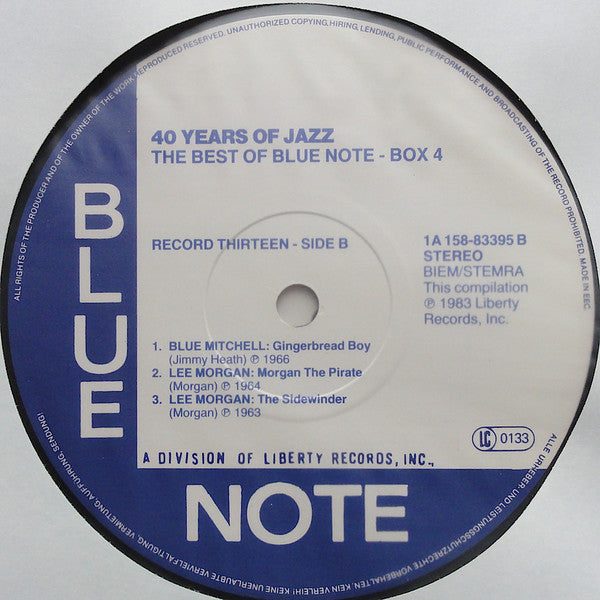 ALL RIGHTS OF THE PRODUCER AND OF THE OWNER OF THE WORK REPRODUCED RESERVED. UNAUTHORIZED COPYING, HIRING, LENDING, PUBLIC PERFORMANCE AND BROADCASTING OF THE RECORD PROHIBITED. MADE IN EEC.
40 YEARS OF JAZZ
THE BEST OF BLUE NOTE - BOX 4
RECORD THIRTEEN - SIDE B
1A 158-83395 B
STEREO
BIEM/STEMRA
This compilation
℗ 1983 Liberty
Records, Inc.
1. BLUE MITCHELL: Gingerbread Boy
(Jimmy Heath) ℗ 1966
2. LEE MORGAN: Morgan The Pirate
(Morgan) ℗ 1964
3. LEE MORGAN: The Sidewinder
(Morgan) ℗ 1963
LC 0133
BLUE
A DIVISION OF LIBERTY RECORDS, INC.,
NOTE
ALLE URHEBER- UND LEISTUNGSSCHUTZRECHTE VORBEHALTEN. KEIN VERLEIH! KEINE UNERLAUBTE VERVIELFÄLTIGUNG, VERMIETUNG, AUFFÜHRUNG, SENDUNG!